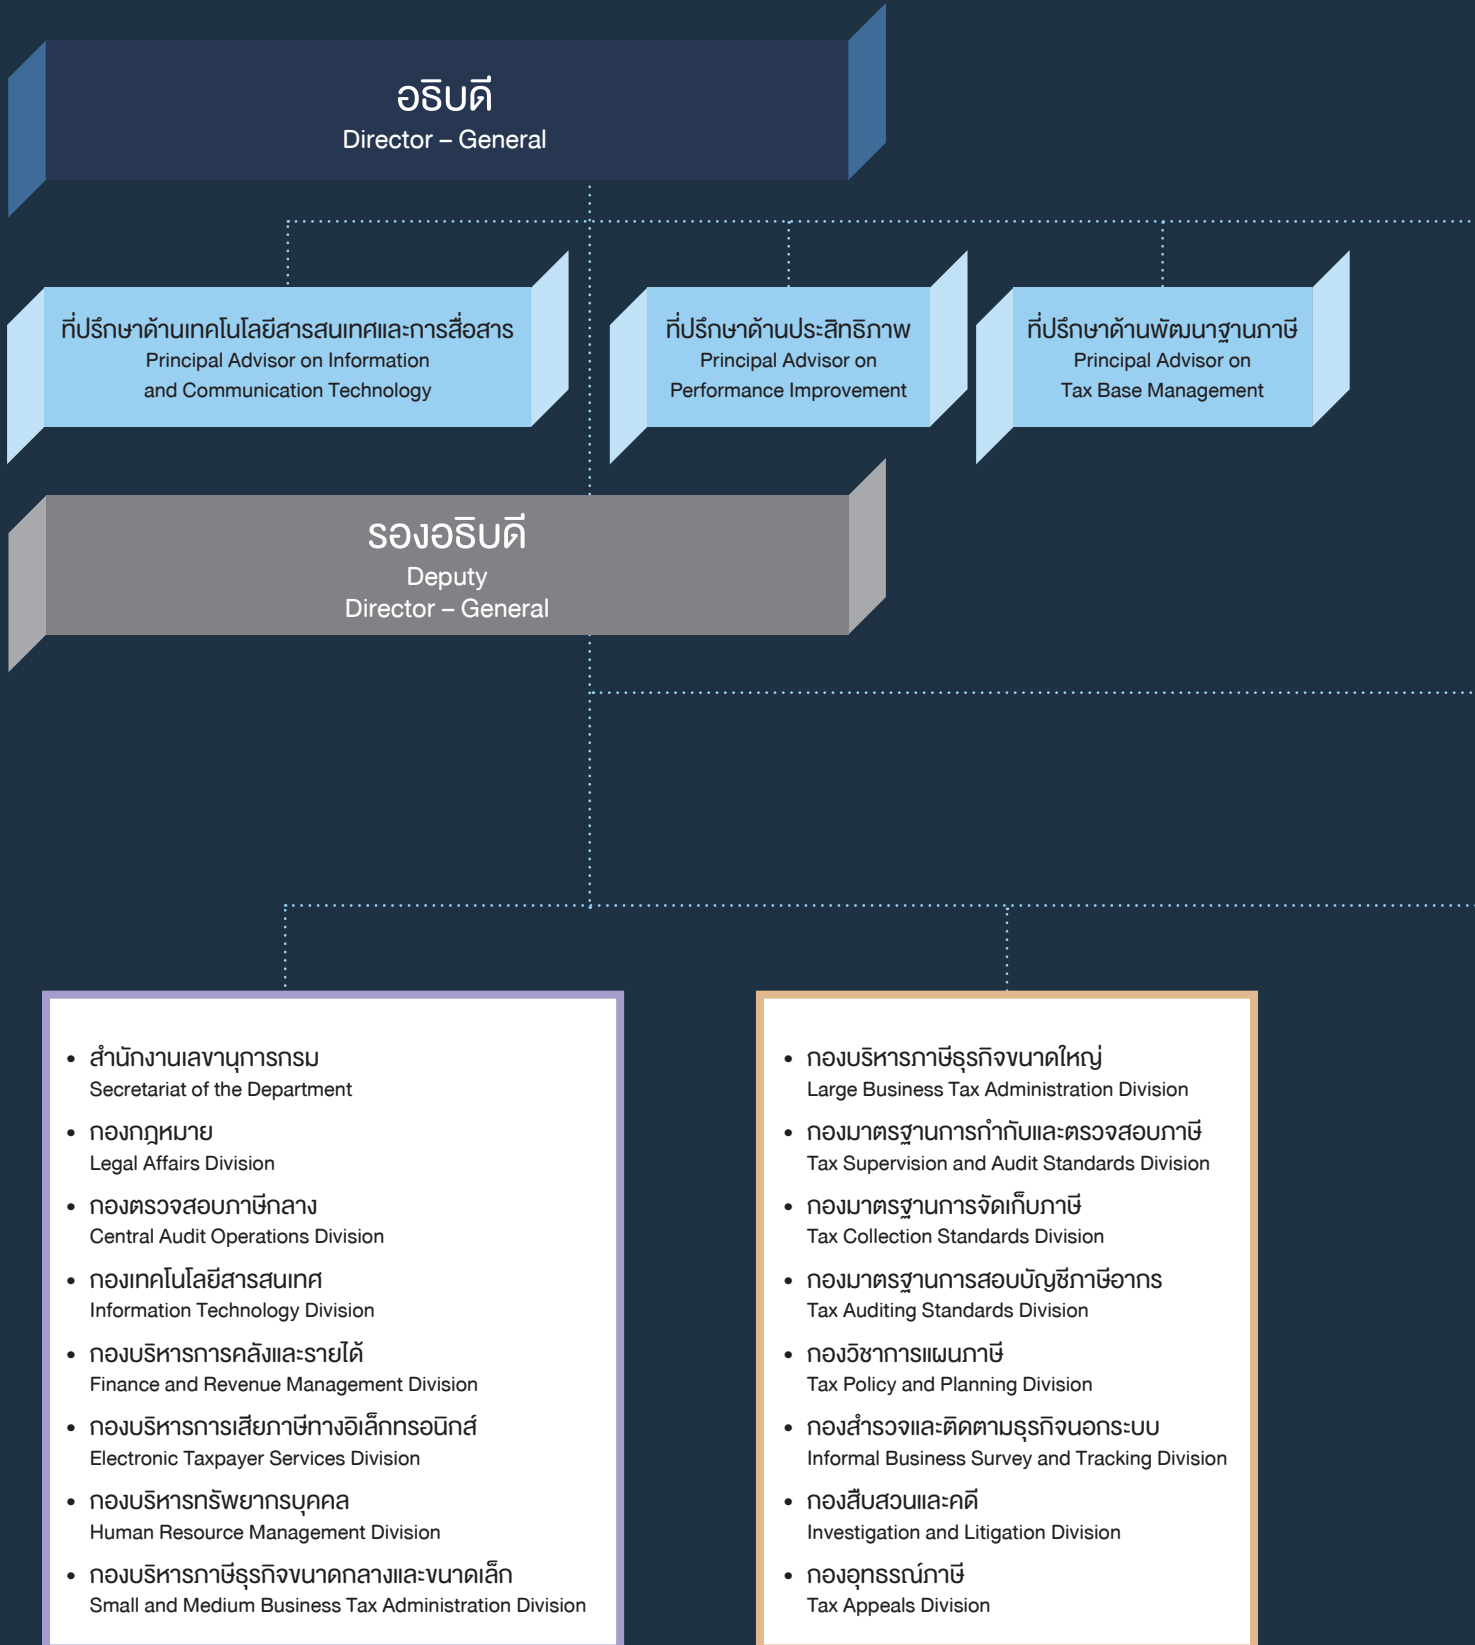 อธิบดี
Director – General
ที่ปรึกษาด้านเทคโนโลยีสารสนเทศและการสื่อสาร
Principal Advisor on Information
and Communication Technology
ที่ปรึกษาด้านประสิทธิภาพ
Principal Advisor on
Performance Improvement
ที่ปรึกษาด้านพัฒนาฐานภาษี
Principal Advisor on
Tax Base Management
รองอธิบดี
Deputy
Director – General
• สำนักงานเลขานุการกรม
Secretariat of the Department
• กองกฎหมาย
Legal Affairs Division
• กองตรวจสอบภาษีกลาง
Central Audit Operations Division
• กองเทคโนโลยีสารสนเทศ
Information Technology Division
• กองบริหารการคลังและรายได้
Finance and Revenue Management Division
• กองบริหารการเสียภาษีทางอิเล็กทรอนิกส์
Electronic Taxpayer Services Division
• กองบริหารทรัพยากรบุคคล
Human Resource Management Division
• กองบริหารภาษีธุรกิจขนาดกลางและขนาดเล็ก
Small and Medium Business Tax Administration Division
• กองบริหารภาษีธุรกิจขนาดใหญ่
Large Business Tax Administration Division
• กองมาตรฐานการกำกับและตรวจสอบภาษี
Tax Supervision and Audit Standards Division
• กองมาตรฐานการจัดเก็บภาษี
Tax Collection Standards Division
• กองมาตรฐานการสอบบัญชีภาษีอากร
Tax Auditing Standards Division
• กองวิชาการแผนภาษี
Tax Policy and Planning Division
• กองสำรวจและติดตามธุรกิจนอกระบบ
Informal Business Survey and Tracking Division
• กองสืบสวนและคดี
Investigation and Litigation Division
• กองอุทธรณ์ภาษี
Tax Appeals Division